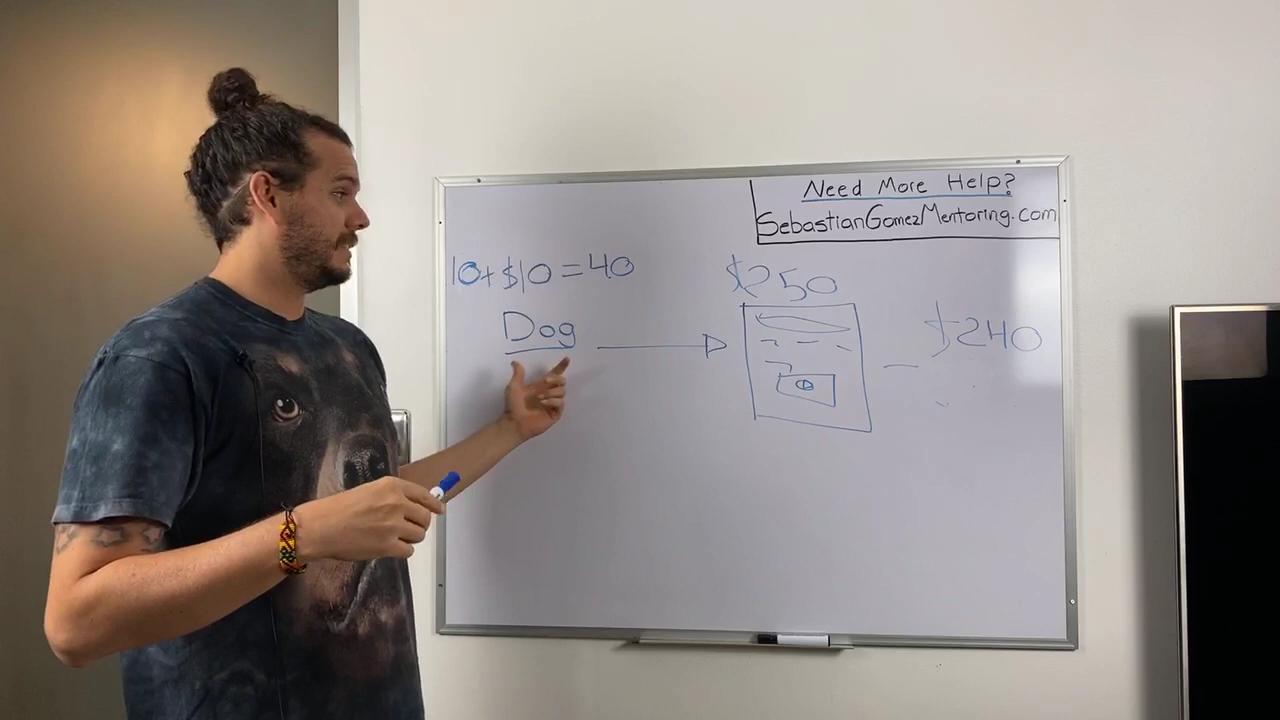 Need More Help?
SebastianGomezMentoring.com
10+ $10 = 40
$250
Dog
$240